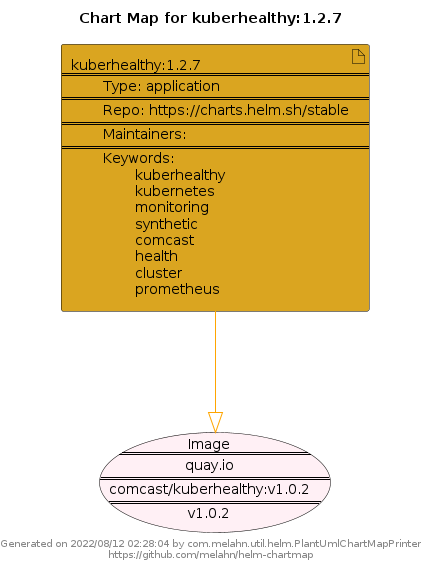 Chart Map for kuberhealthy:1.2.7
kuberhealthy:1.2.7
Type: application
Repo: https://charts.helm.sh/stable
Maintainers:
Keywords:
kuberhealthy
kubernetes
monitoring
synthetic
comcast
health
cluster
prometheus
Image
quay.io
comcast/kuberhealthy:v1.0.2
v1.0.2
Generated on 2022/08/12 02:28:04 by com.melahn.util.helm.PlantUmlChartMapPrinter
https://github.com/melahn/helm-chartmap